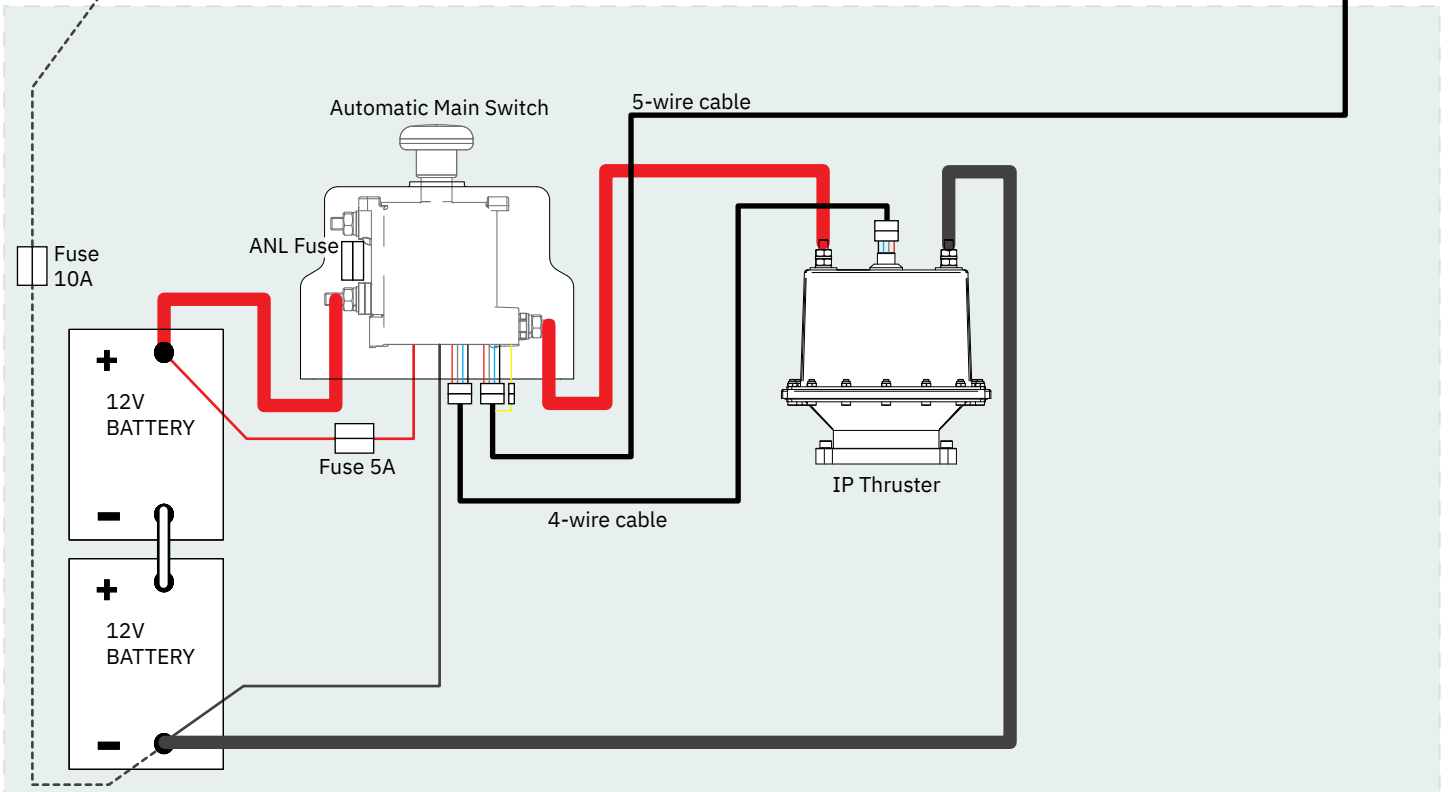 5-wire cable
Automatic Main Switch
ANL Fuse
Fuse
10A
+
12V
BATTERY
-
Fuse 5A
IP Thruster
4-wire cable
+
12V
BATTERY
-